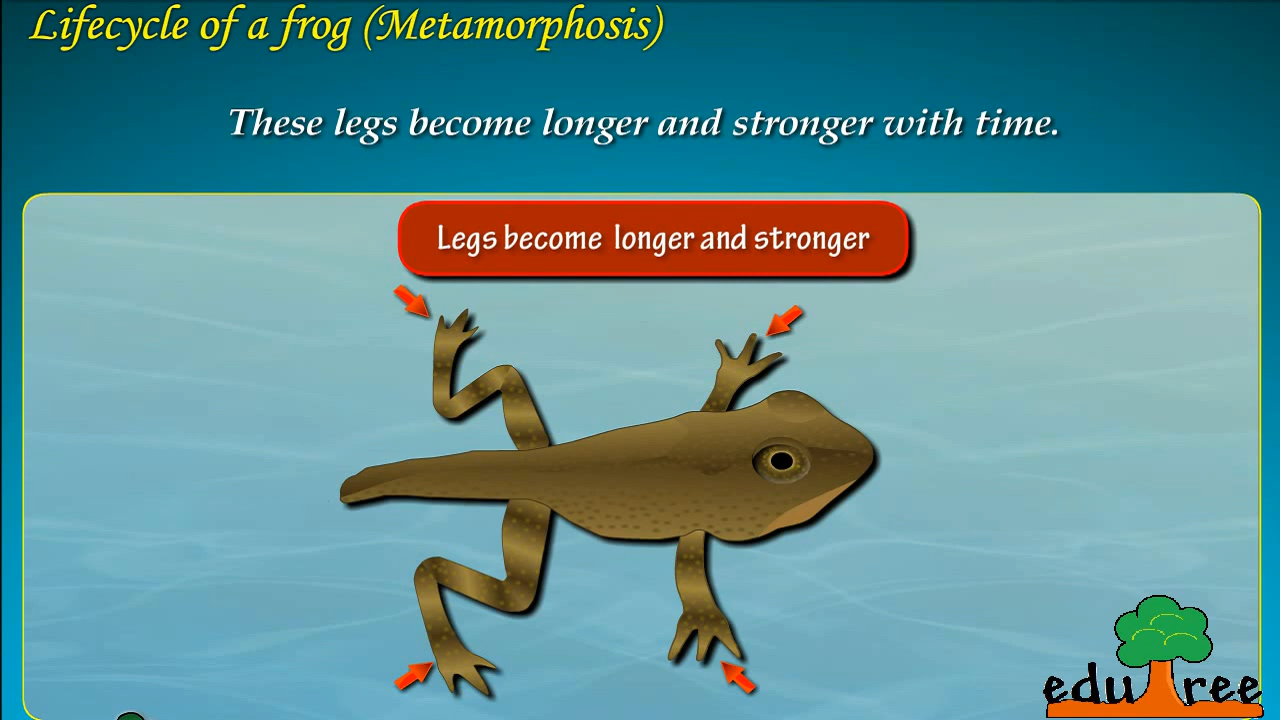 Lifecycle of a frog (Metamorphosis)
These legs become longer and stronger with time.
Legs become longer and stronger
eduTree